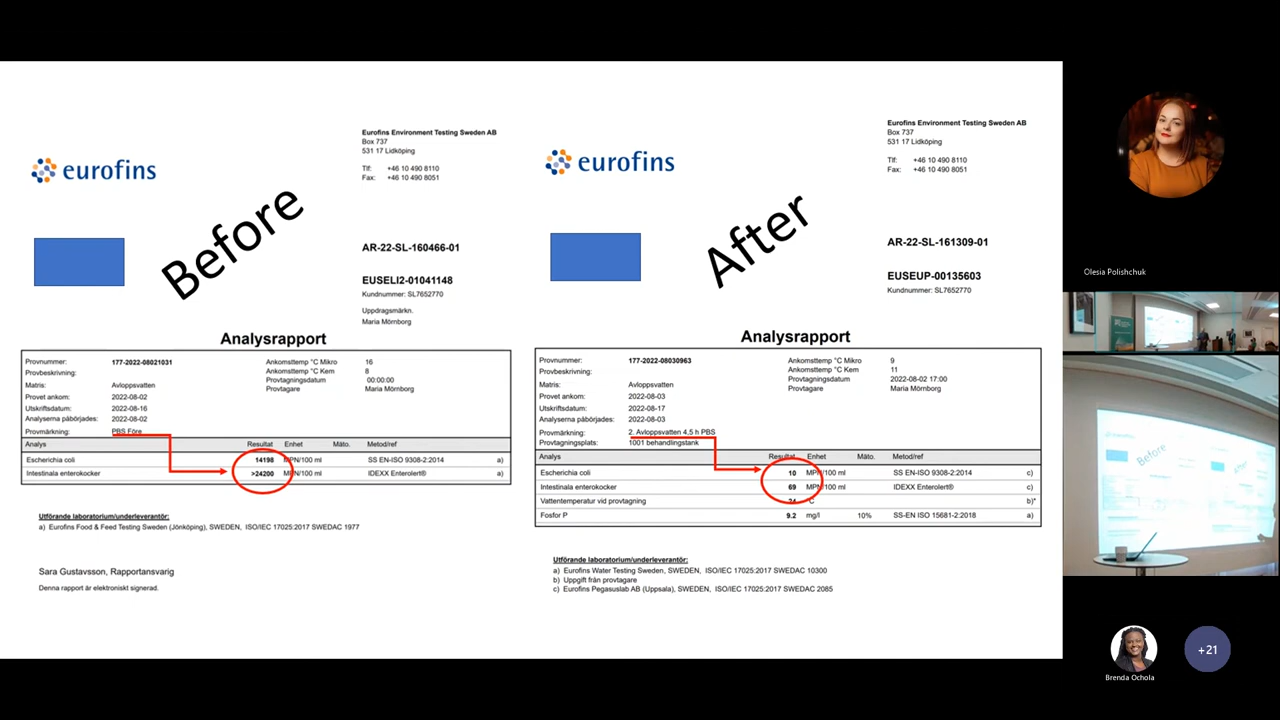 Eurofins Environment Testing Sweden AB
Box 737
531 17 Lidköping
Tlf: +46 10 490 8110
Fax: +46 10 490 8051
eurofins
Before
AR-22-SL-160466-01
EUSELI2-01041148
Kundnummer: SL7652770
Uppdragsmärkn.
Maria Mörnborg
Analysrapport
Provnummer: 177-2022-08021031 Ankomsttemp °C Mikro 16
Provbeskrivning: Ankomsttemp °C Kem 8
Provtagningsdatum 00:00:00
Matris: Avloppsvatten Provtagare Maria Mörnborg
Provet ankom: 2022-08-02
Utskriftsdatum: 2022-08-16
Analyserna påbörjades: 2022-08-02
Provmärkning: PBS Före
Analys Resultat Enhet Mäto. Metod/ref
Escherichia coli 14198 MPN/100 ml SS EN-ISO 9308-2:2014 a)
Intestinala enterokocker >24200 MPN/100 ml IDEXX Enterolert® a)
Utförande laboratorium/underleverantör:
a) Eurofins Food & Feed Testing Sweden (Jönköping), SWEDEN, ISO/IEC 17025:2017 SWEDAC 1977
Sara Gustavsson, Rapportansvarig
Denna rapport är elektroniskt signerad.
Eurofins Environment Testing Sweden AB
Box 737
531 17 Lidköping
Tlf: +46 10 490 8110
Fax: +46 10 490 8051
eurofins
After
AR-22-SL-161309-01
EUSEUP-00135603
Kundnummer: SL7652770
Analysrapport
Provnummer: 177-2022-08030963 Ankomsttemp °C Mikro 9
Provbeskrivning: Ankomsttemp °C Kem 11
Provtagningsdatum 2022-08-02 17:00
Matris: Avloppsvatten Provtagare Maria Mörnborg
Provet ankom: 2022-08-03
Utskriftsdatum: 2022-08-17
Analyserna påbörjades: 2022-08-03
Provmärkning: 2. Avloppsvatten 4,5 h PBS
Provtagningsplats: 1001 behandlingstank
Analys Resultat Enhet Mäto. Metod/ref
Escherichia coli 10 MPN/100 ml SS EN-ISO 9308-2:2014 c)
Intestinala enterokocker 69 MPN/100 ml IDEXX Enterolert® c)
Vattentemperatur vid provtagning 24 °C b)*
Fosfor P 9.2 mg/l 10% SS-EN ISO 15681-2:2018 a)
Utförande laboratorium/underleverantör:
a) Eurofins Water Testing Sweden, SWEDEN, ISO/IEC 17025:2017 SWEDAC 10300
b) Uppgift från provtagare
c) Eurofins Pegasuslab AB (Uppsala), SWEDEN, ISO/IEC 17025:2017 SWEDAC 2085
Olesia Polishchuk
Before
After
Brenda Ochola
+21